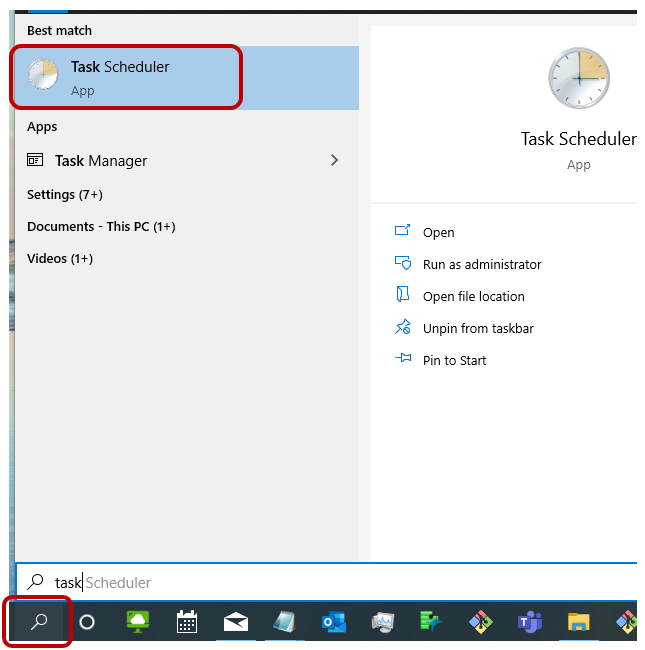 Best match
Task Scheduler
App
Apps
Task Manager
Settings (7+)
Documents - This PC (1+)
Videos (1+)
Task Scheduler
App
Open
Run as administrator
Open file location
Unpin from taskbar
Pin to Start
task Scheduler